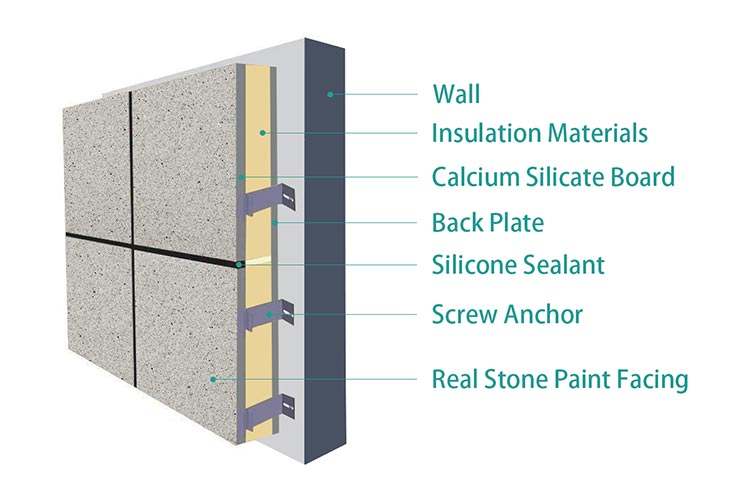 Wall
Insulation Materials
Calcium Silicate Board
Back Plate
Silicone Sealant
Screw Anchor
Real Stone Paint Facing